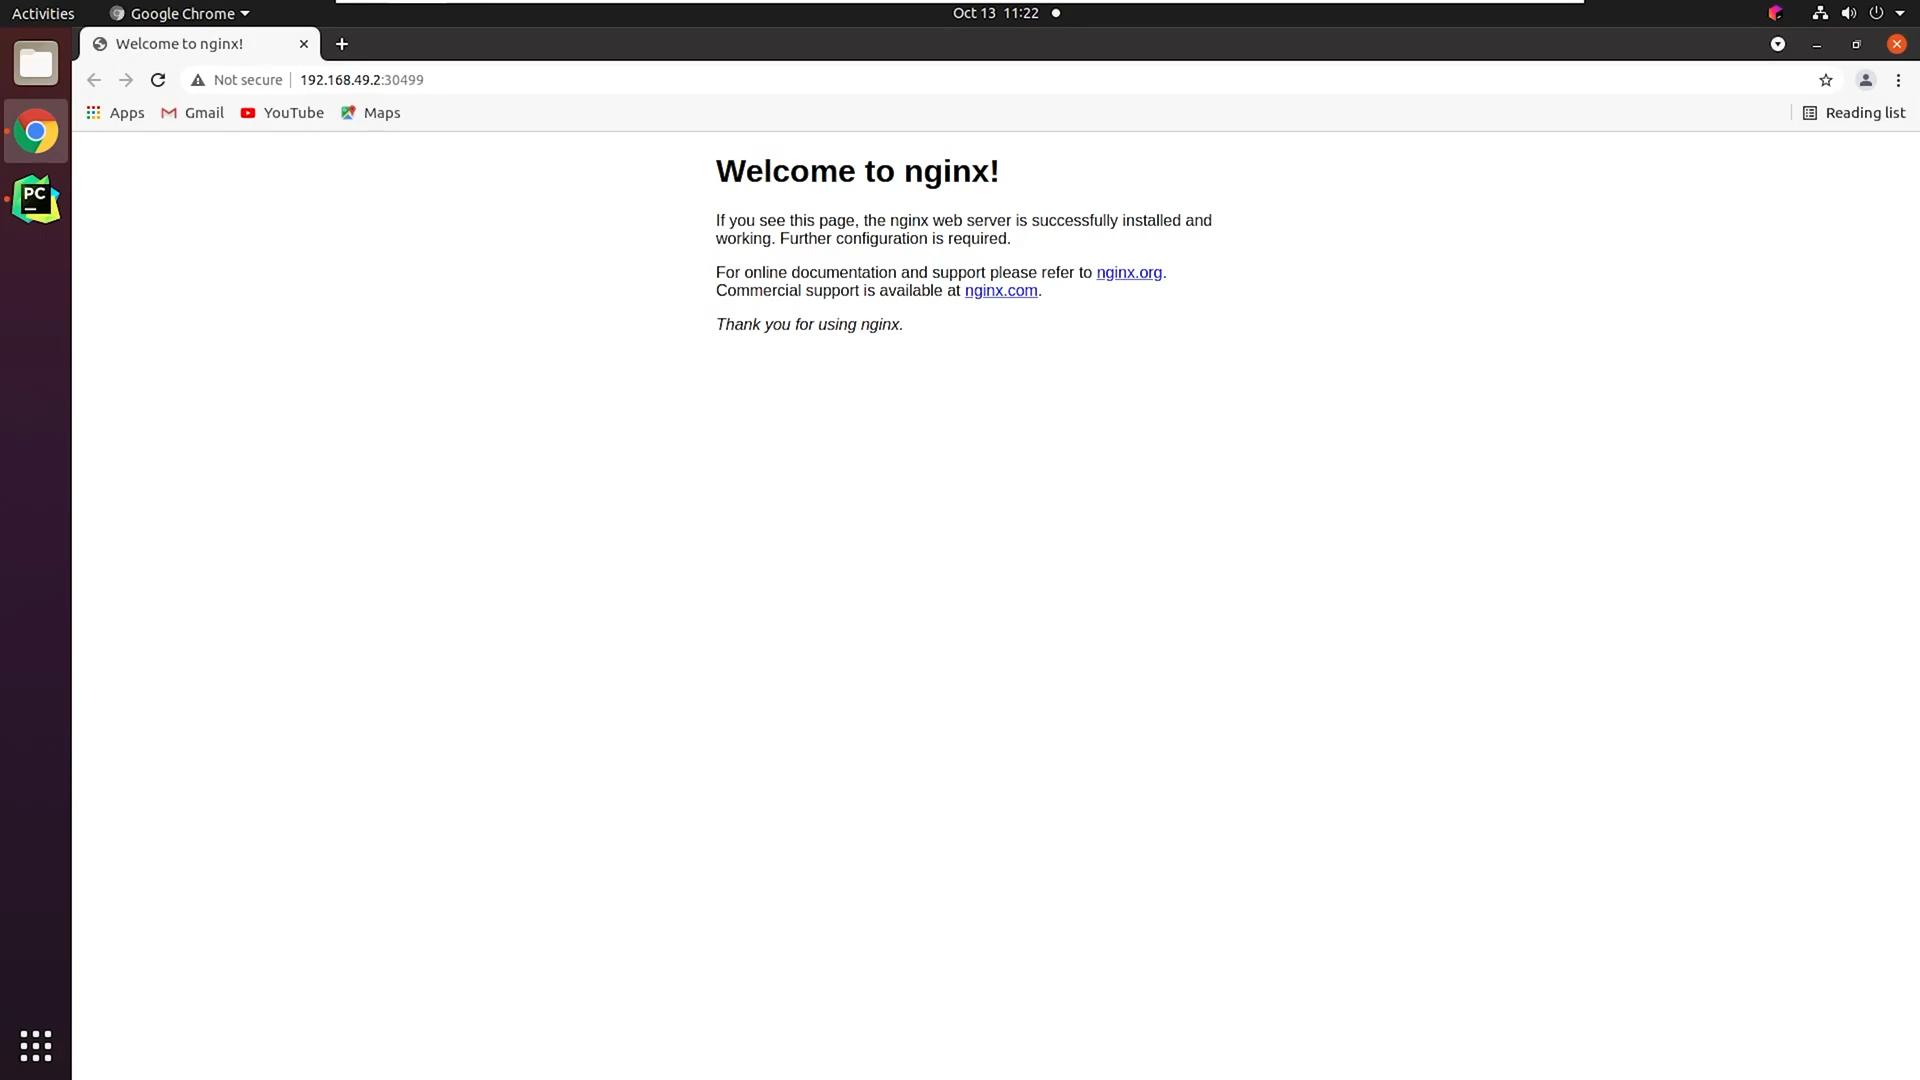 Activities
Google Chrome
Oct 13 11:22
Welcome to nginx!
Not secure
192.168.49.2:30499
Apps
Gmail
YouTube
Maps
Reading list
PC
Welcome to nginx!
If you see this page, the nginx web server is successfully installed and
working. Further configuration is required.
For online documentation and support please refer to nginx.org.
Commercial support is available at nginx.com.
Thank you for using nginx.